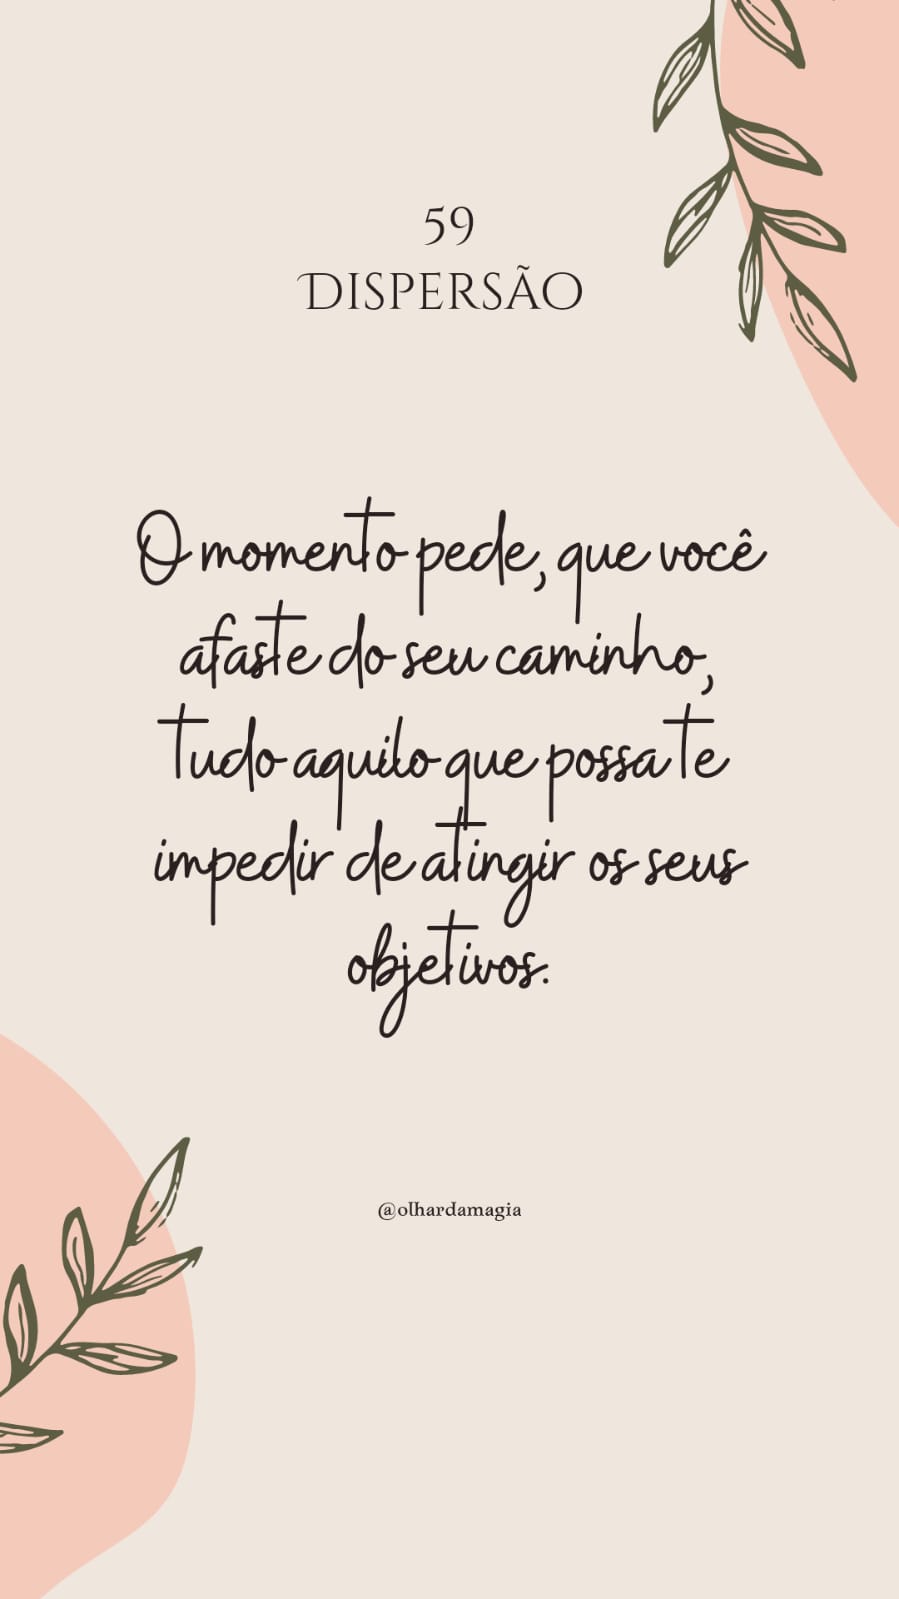 59
Dispersão
O momento pede, que você
afaste do seu caminho,
tudo aquilo que possa te
impedir de atingir os seus
objetivos.
@olhardamagia